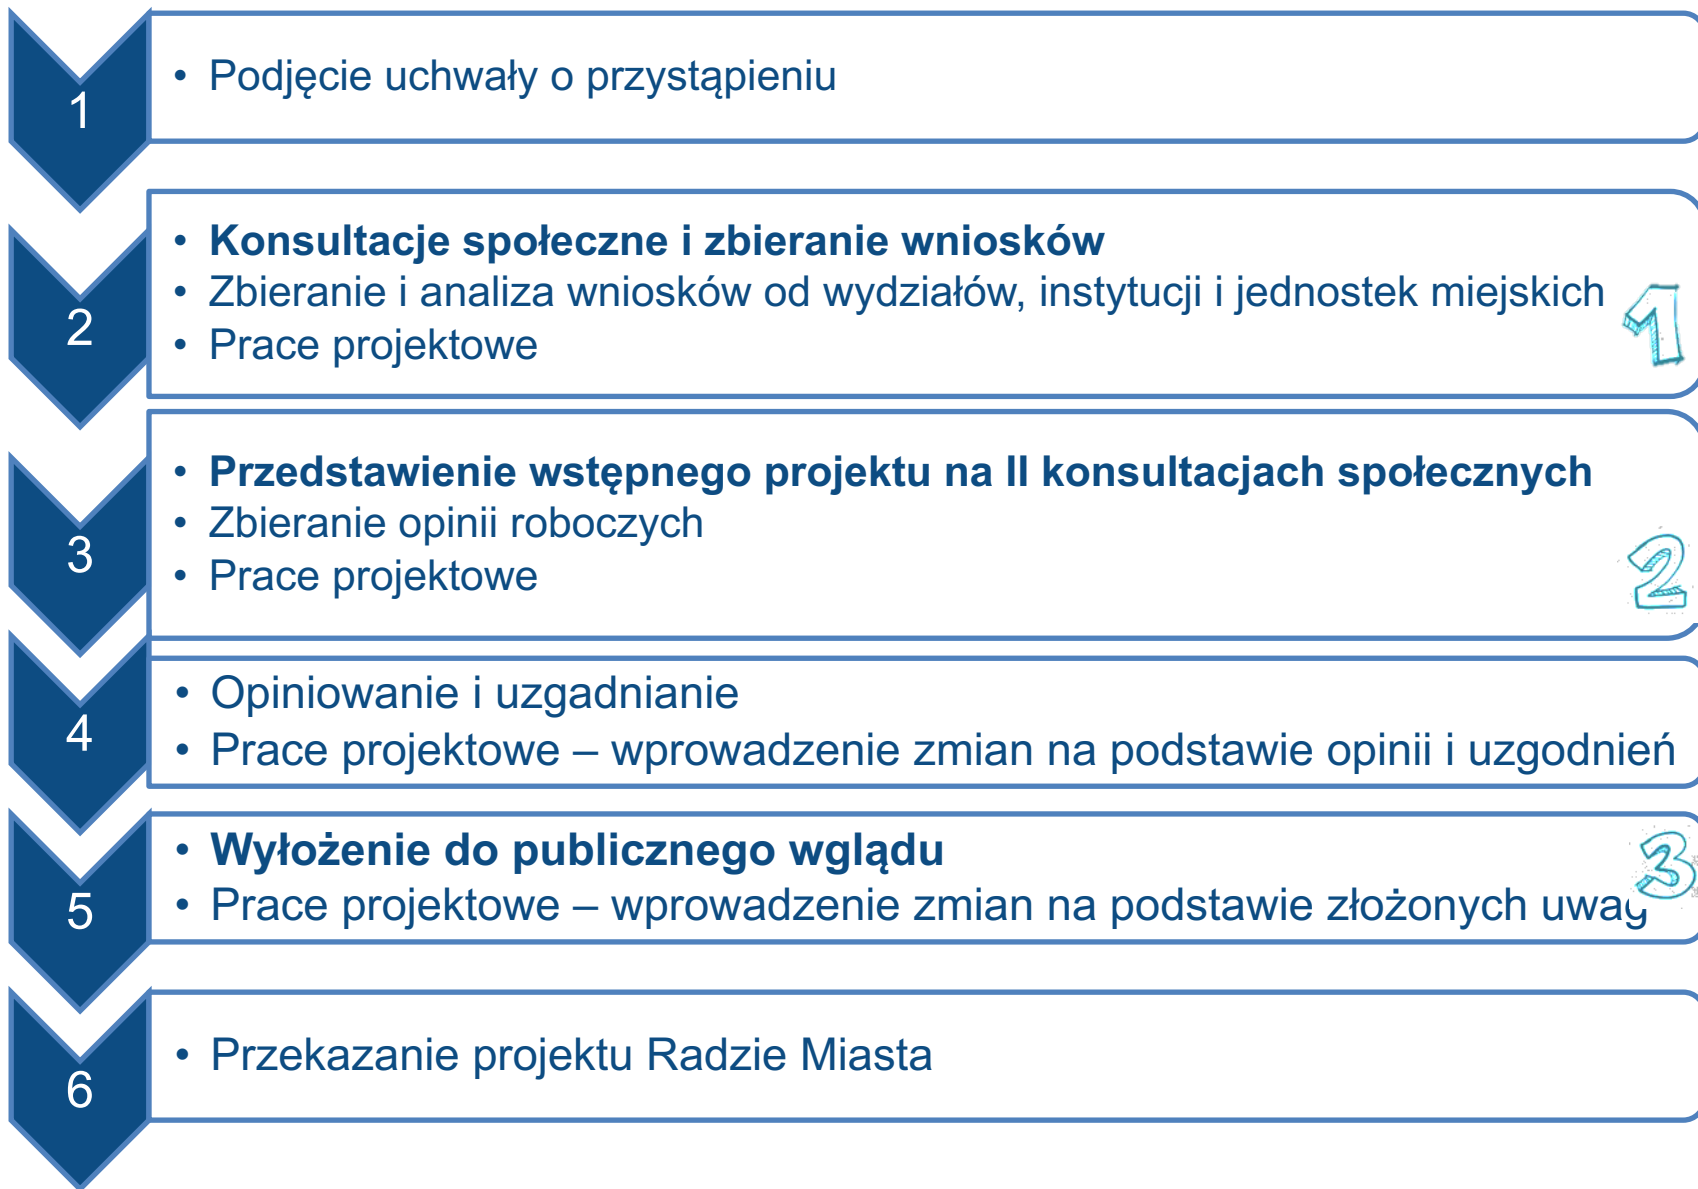 1
• Podjęcie uchwały o przystąpieniu
2
• Konsultacje społeczne i zbieranie wniosków
• Zbieranie i analiza wniosków od wydziałów, instytucji i jednostek miejskich
• Prace projektowe
1
3
• Przedstawienie wstępnego projektu na II konsultacjach społecznych
• Zbieranie opinii roboczych
• Prace projektowe
2
4
• Opiniowanie i uzgadnianie
• Prace projektowe – wprowadzenie zmian na podstawie opinii i uzgodnień
5
• Wyłożenie do publicznego wglądu
• Prace projektowe – wprowadzenie zmian na podstawie złożonych uwag
3
6
• Przekazanie projektu Radzie Miasta